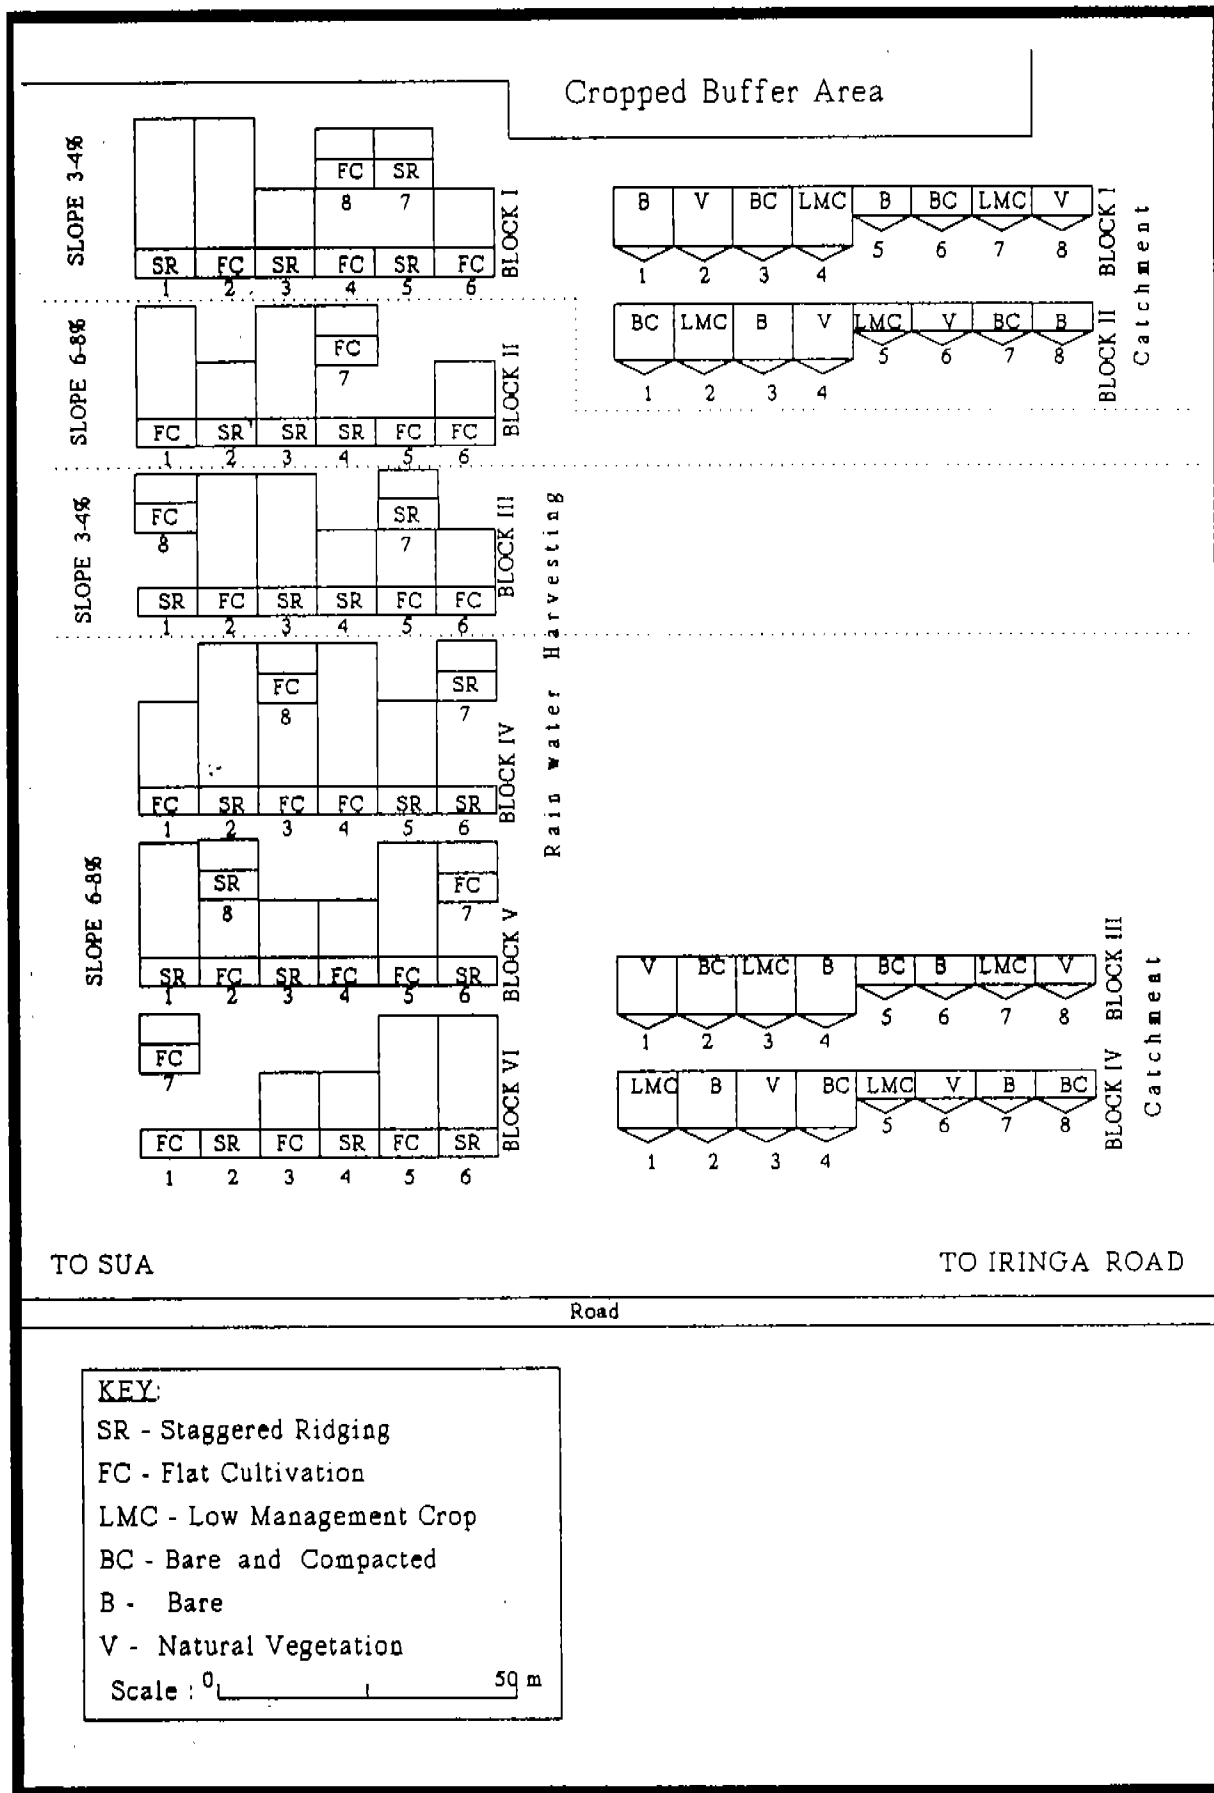 Cropped Buffer Area
SLOPE 3-4%
FC SR
8 7
SR FC SR FC SR FC
1 2 3 4 5 6
BLOCK I
B V BC LMC B BC LMC V
5 6 7 8
1 2 3 4
BLOCK I
SLOPE 6-8%
FC
7
FC SR SR SR FC FC
1 2 3 4 5 6
BLOCK II
BC LMC B V LMC V BC B
5 6 7 8
1 2 3 4
BLOCK II
Catchment
SLOPE 3-4%
FC SR
8 7
SR FC SR SR FC FC
1 2 3 4 5 6
BLOCK III
Rain water Harvesting
FC SR
8 7
FC SR FC FC SR SR
1 2 3 4 5 6
BLOCK IV
SLOPE 6-8%
SR FC
8 7
SR FC SR FC FC SR
1 2 3 4 5 6
BLOCK V
V BC LMC B BC B LMC V
5 6 7 8
1 2 3 4
BLOCK III
FC
7
FC SR FC SR FC SR
1 2 3 4 5 6
BLOCK VI
LMC B V BC LMC V B BC
5 6 7 8
1 2 3 4
BLOCK IV
Catchment
TO SUA
TO IRINGA ROAD
Road
KEY:
SR - Staggered Ridging
FC - Flat Cultivation
LMC - Low Management Crop
BC - Bare and Compacted
B - Bare
V - Natural Vegetation
Scale : 0 50 m